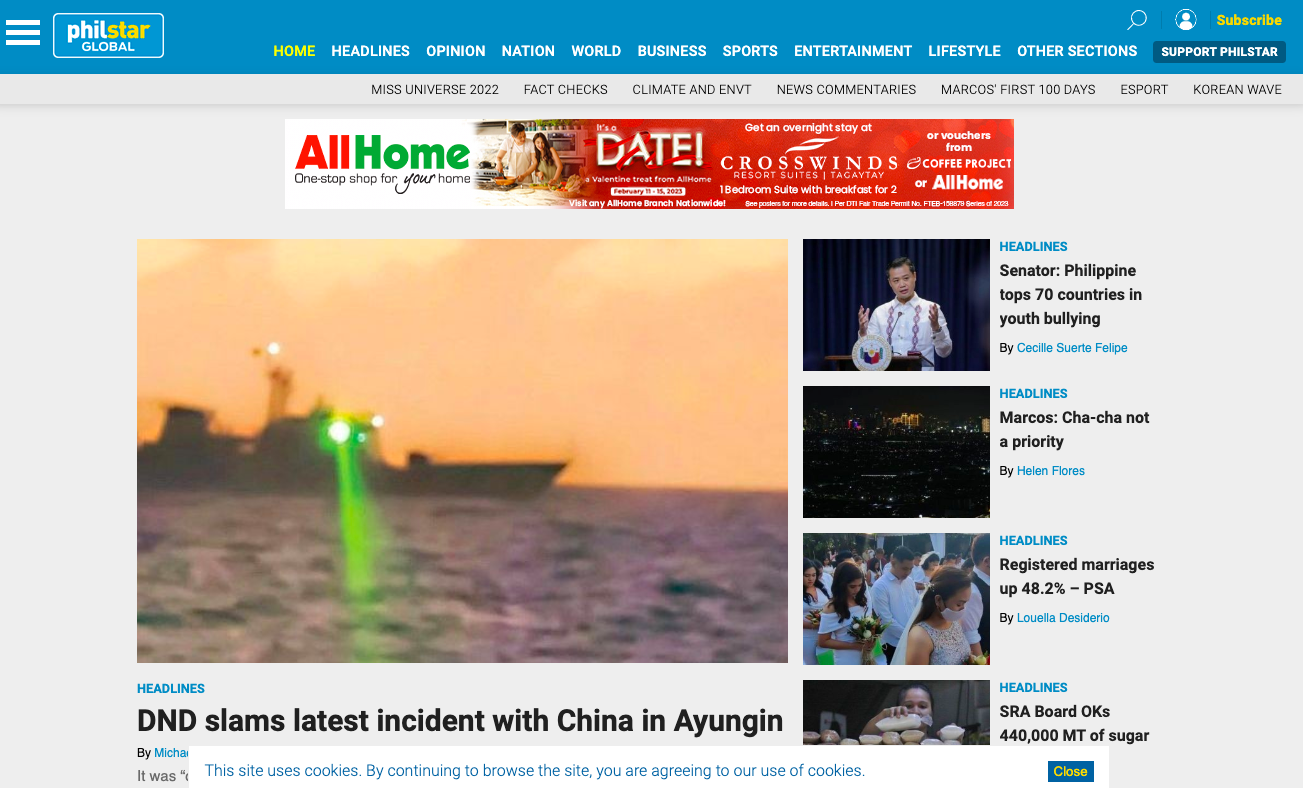 philstar
GLOBAL
Subscribe
HOME HEADLINES OPINION NATION WORLD BUSINESS SPORTS ENTERTAINMENT LIFESTYLE OTHER SECTIONS SUPPORT PHILSTAR
MISS UNIVERSE 2022 FACT CHECKS CLIMATE AND ENVT NEWS COMMENTARIES MARCOS' FIRST 100 DAYS ESPORT KOREAN WAVE
AllHome
One-stop shop for your home
It's a
DATE!
a Valentine treat from AllHome
February 11 - 15, 2023
Visit any AllHome Branch Nationwide!
Get an overnight stay at
CROSSWINDS
RESORT SUITES | TAGAYTAY
1 Bedroom Suite with breakfast for 2
or vouchers
from
COFFEE PROJECT
or AllHome
See posters for more details. | Per DTI Fair Trade Permit No. FTEB-158879 Series of 2023
HEADLINES
DND slams latest incident with China in Ayungin
By Michae
It was “
HEADLINES
Senator: Philippine
tops 70 countries in
youth bullying
By Cecille Suerte Felipe
HEADLINES
Marcos: Cha-cha not
a priority
By Helen Flores
HEADLINES
Registered marriages
up 48.2% – PSA
By Louella Desiderio
HEADLINES
SRA Board OKs
440,000 MT of sugar
This site uses cookies. By continuing to browse the site, you are agreeing to our use of cookies.
Close